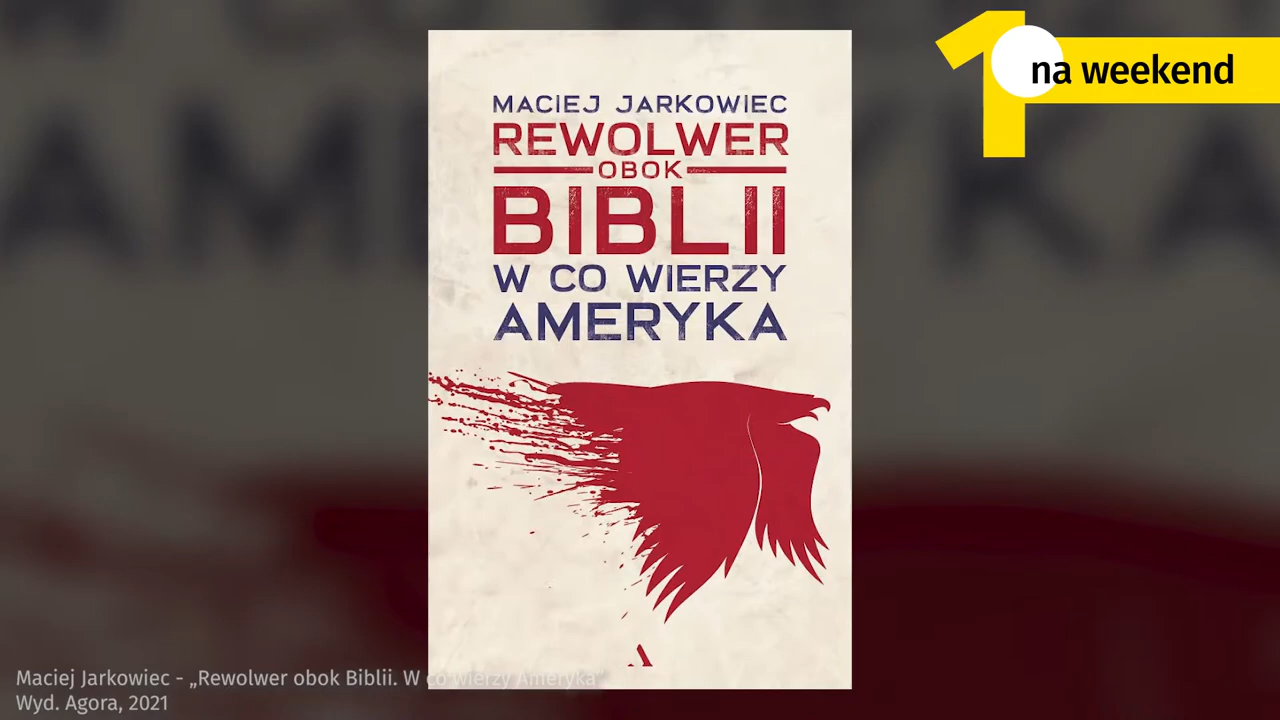 1 na weekend
MACIEJ JARKOWIEC
REWOLWER
OBOK
BIBLII
W CO WIERZY
AMERYKA
Maciej Jarkowiec - „Rewolwer obok Biblii. W co wierzy Ameryka”
Wyd. Agora, 2021